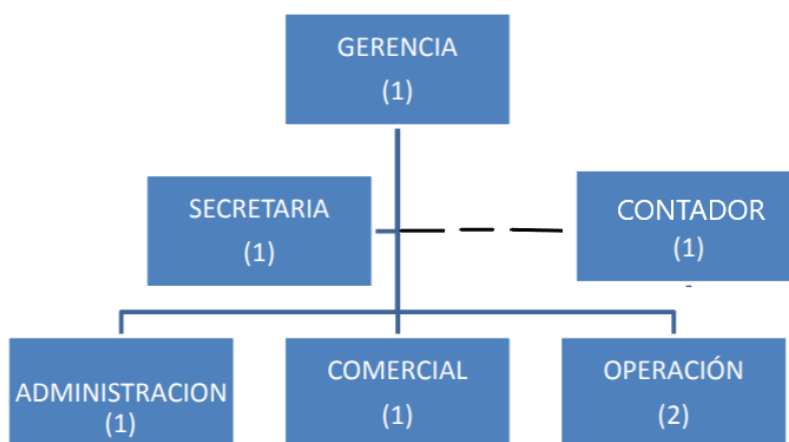 GERENCIA
(1)
SECRETARIA
(1)
CONTADOR
(1)
ADMINISTRACION
(1)
COMERCIAL
(1)
OPERACIÓN
(2)